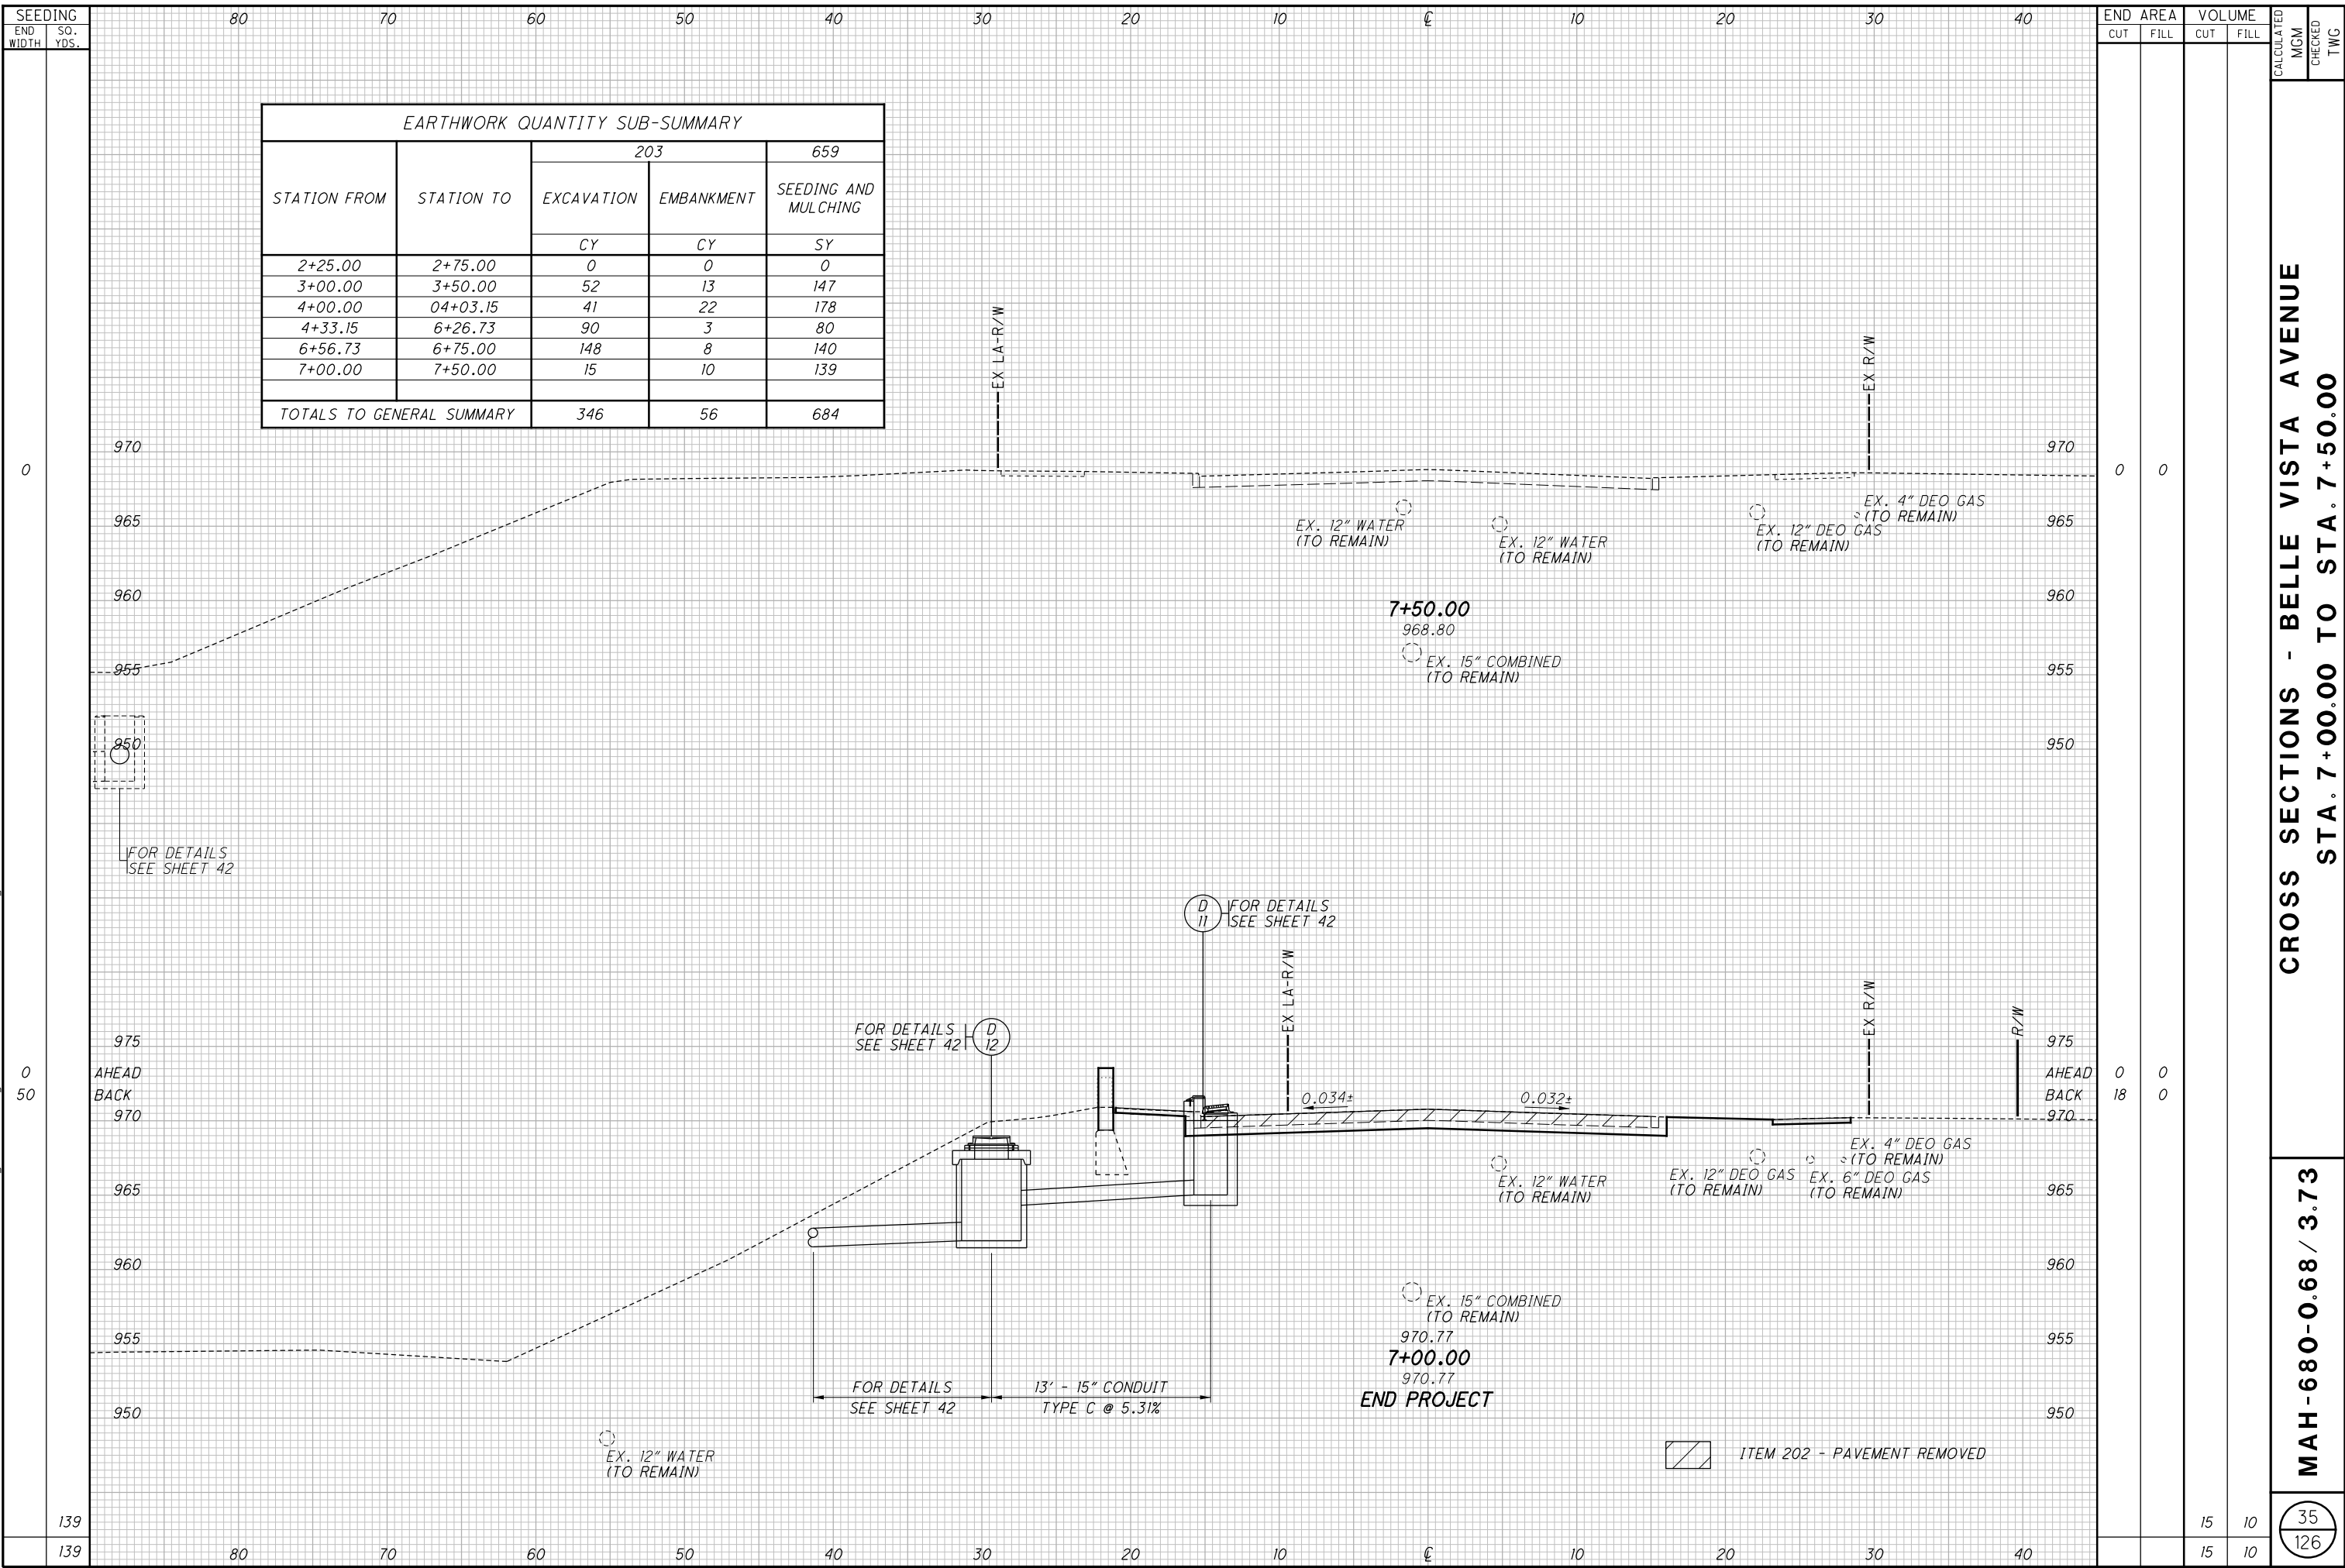 SEEDING
END WIDTH SQ. YDS.
80 70 60 50 40 30 20 10 ℄ 10 20 30 40
END AREA VOLUME
CUT FILL CUT FILL
CALCULATED
MGM
CHECKED
TWG
EARTHWORK QUANTITY SUB-SUMMARY
203 659
STATION FROM STATION TO EXCAVATION EMBANKMENT SEEDING AND MULCHING
CY CY SY
2+25.00 2+75.00 0 0 0
3+00.00 3+50.00 52 13 147
4+00.00 04+03.15 41 22 178
4+33.15 6+26.73 90 3 80
6+56.73 6+75.00 148 8 140
7+00.00 7+50.00 15 10 139
TOTALS TO GENERAL SUMMARY 346 56 684
EX LA-R/W
EX R/W
970 970
0 0 0
965 965
EX. 12" WATER
(TO REMAIN)
EX. 12" WATER
(TO REMAIN)
EX. 12" DEO GAS
(TO REMAIN)
EX. 4" DEO GAS
(TO REMAIN)
960 960
7+50.00
968.80
EX. 15" COMBINED
(TO REMAIN)
955 955
950 950
FOR DETAILS
SEE SHEET 42
D
11
FOR DETAILS
SEE SHEET 42
EX LA-R/W
EX R/W
R/W
FOR DETAILS
SEE SHEET 42
D
12
975 975
0 AHEAD AHEAD 0 0
50 BACK BACK 18 0
970 970
0.034±
0.032±
EX. 12" WATER
(TO REMAIN)
EX. 12" DEO GAS
(TO REMAIN)
EX. 4" DEO GAS
(TO REMAIN)
EX. 6" DEO GAS
(TO REMAIN)
965 965
960 960
EX. 15" COMBINED
(TO REMAIN)
955 955
970.77
7+00.00
970.77
END PROJECT
FOR DETAILS
SEE SHEET 42
13' - 15" CONDUIT
TYPE C @ 5.31%
950 950
EX. 12" WATER
(TO REMAIN)
ITEM 202 - PAVEMENT REMOVED
139 15 10
139 15 10
80 70 60 50 40 30 20 10 ℄ 10 20 30 40
CROSS SECTIONS - BELLE VISTA AVENUE
STA. 7+00.00 TO STA. 7+50.00
MAH-680-0.68/3.73
35
126